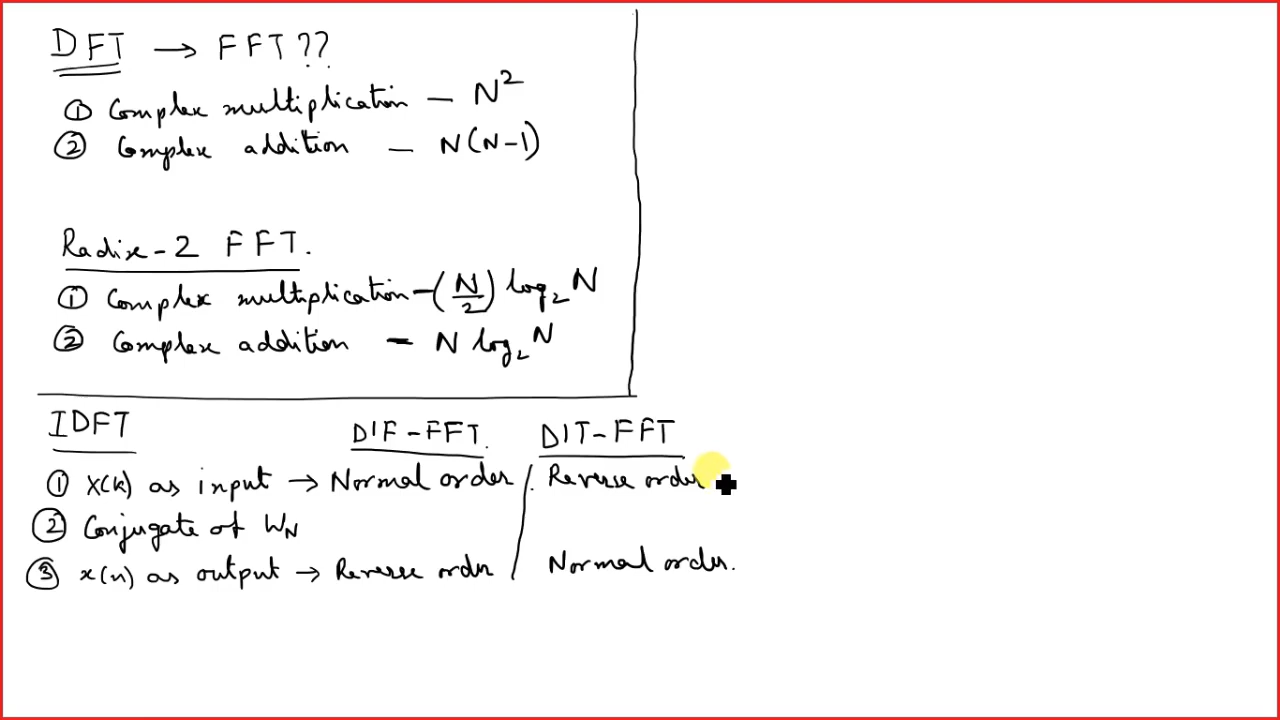 DFT → FFT??
① Complex multiplication — N²
② Complex addition — N(N-1)
Radix-2 FFT.
① Complex multiplication - (N/2) log₂ N
② Complex addition - N log₂ N
IDFT DIF-FFT. DIT-FFT
① X(k) as input → Normal order / Reverse order
② Conjugate of W_N
③ x(n) as output → Reverse order / Normal order.